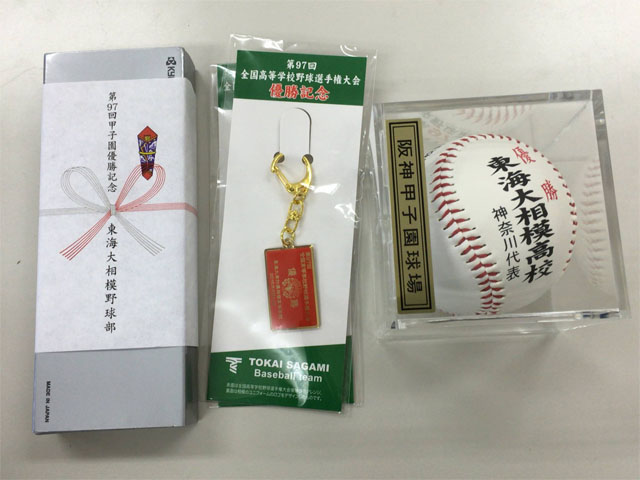 第97回甲子園優勝記念
東海大相模野球部
MADE IN JAPAN
第97回
全国高等学校野球選手権大会
優勝記念
TOKAI SAGAMI
Baseball Team
阪神甲子園球場
優勝
東海大相模高校
神奈川代表